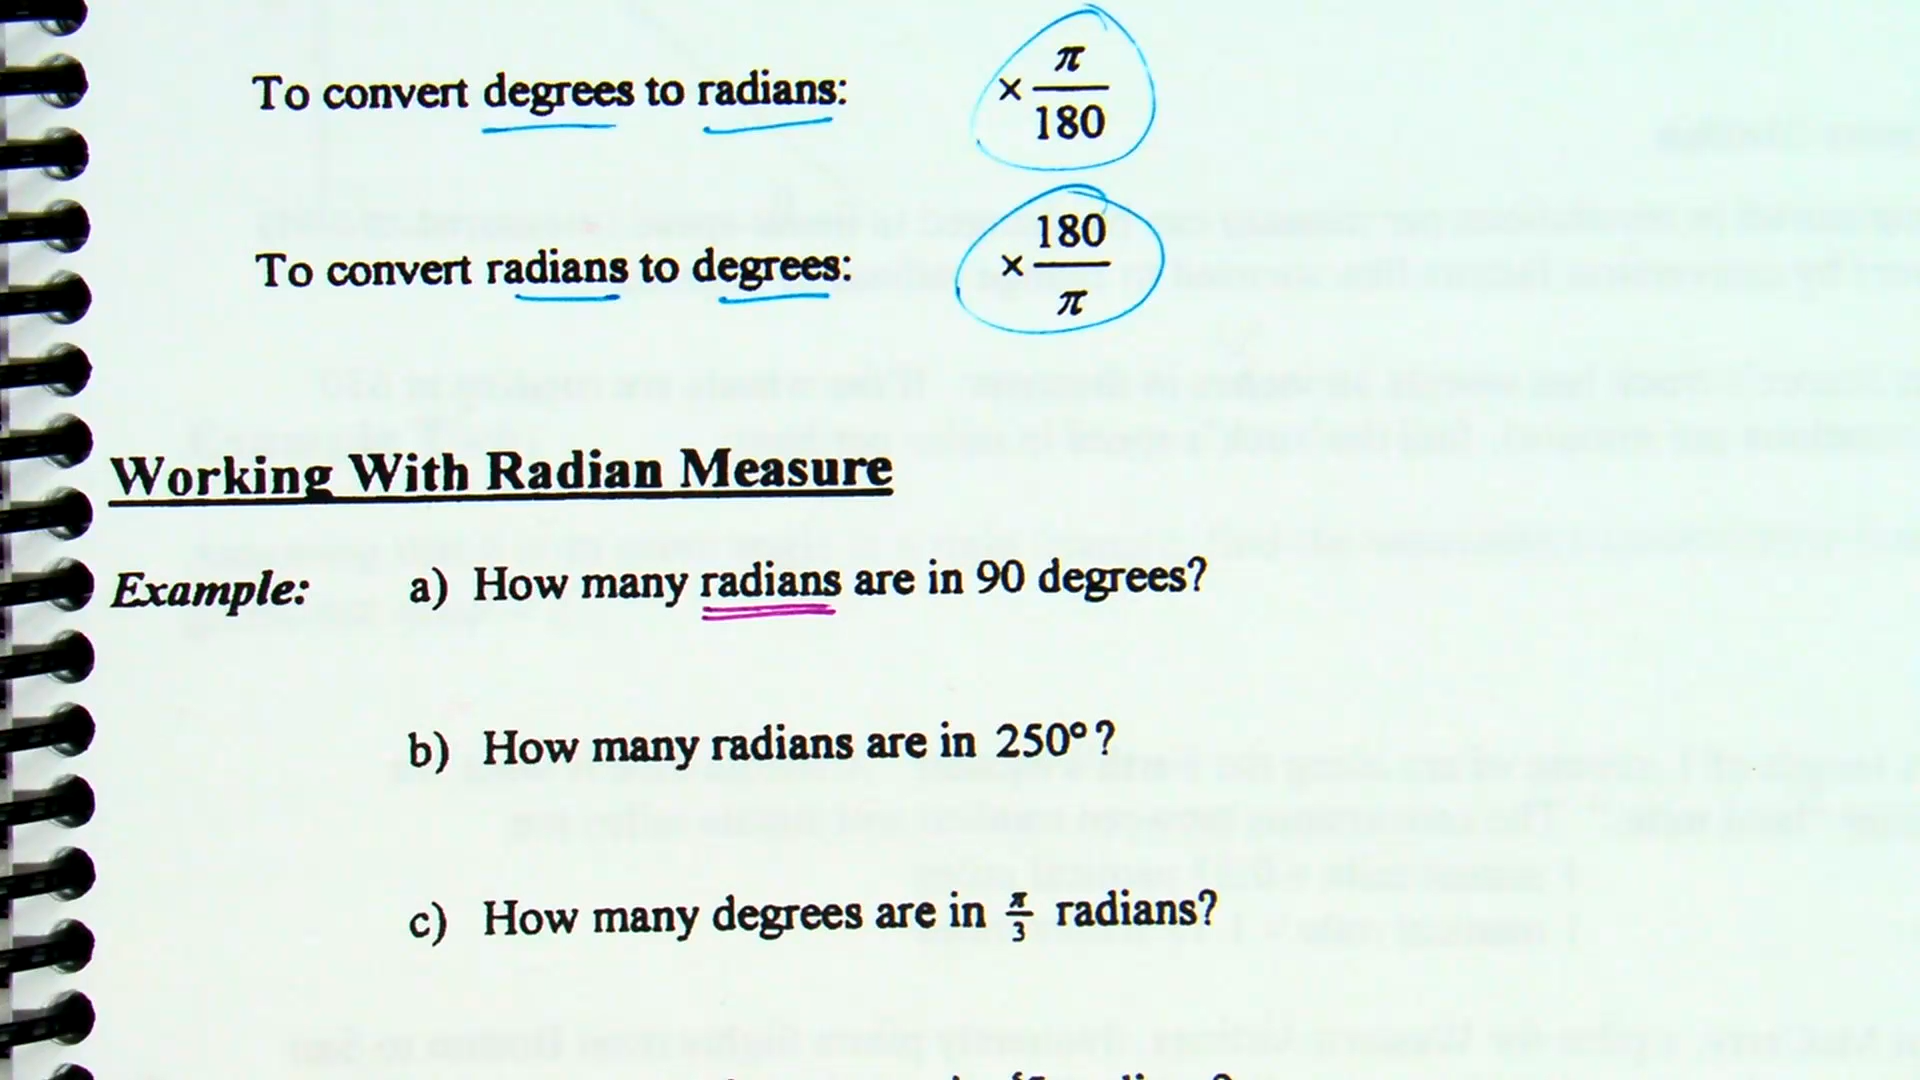 To convert degrees to radians: × π/180
To convert radians to degrees: × 180/π
Working With Radian Measure
Example: a) How many radians are in 90 degrees?
b) How many radians are in 250°?
c) How many degrees are in π/3 radians?